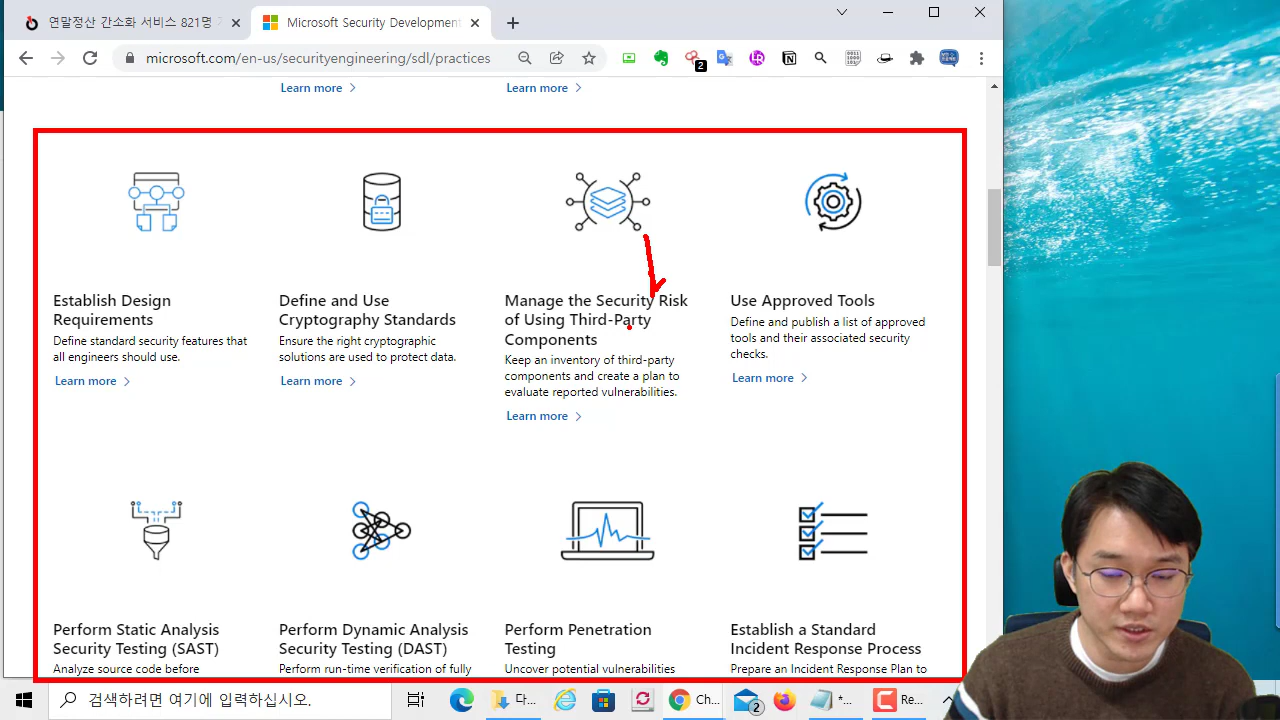 연말정산 간소화 서비스 821명
Microsoft Security Development
microsoft.com/en-us/securityengineering/sdl/practices
2
Learn more
Learn more
Establish Design
Requirements
Define standard security features that
all engineers should use.
Learn more
Define and Use
Cryptography Standards
Ensure the right cryptographic
solutions are used to protect data.
Learn more
Manage the Security Risk
of Using Third-Party
Components
Keep an inventory of third-party
components and create a plan to
evaluate reported vulnerabilities.
Learn more
Use Approved Tools
Define and publish a list of approved
tools and their associated security
checks.
Learn more
Perform Static Analysis
Security Testing (SAST)
Analyze source code before
Perform Dynamic Analysis
Security Testing (DAST)
Perform run-time verification of fully
Perform Penetration
Testing
Uncover potential vulnerabilities
Establish a Standard
Incident Response Process
Prepare an Incident Response Plan to
검색하려면 여기에 입력하십시오.
다...
Ch...
2
*...
Re...